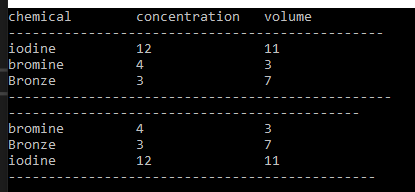 chemical concentration volume
-----------------------------------------------
iodine 12 11
bromine 4 3
Bronze 3 7
------------------------------------------------
--------------------------------------------
bromine 4 3
Bronze 3 7
iodine 12 11
----------------------------------------------